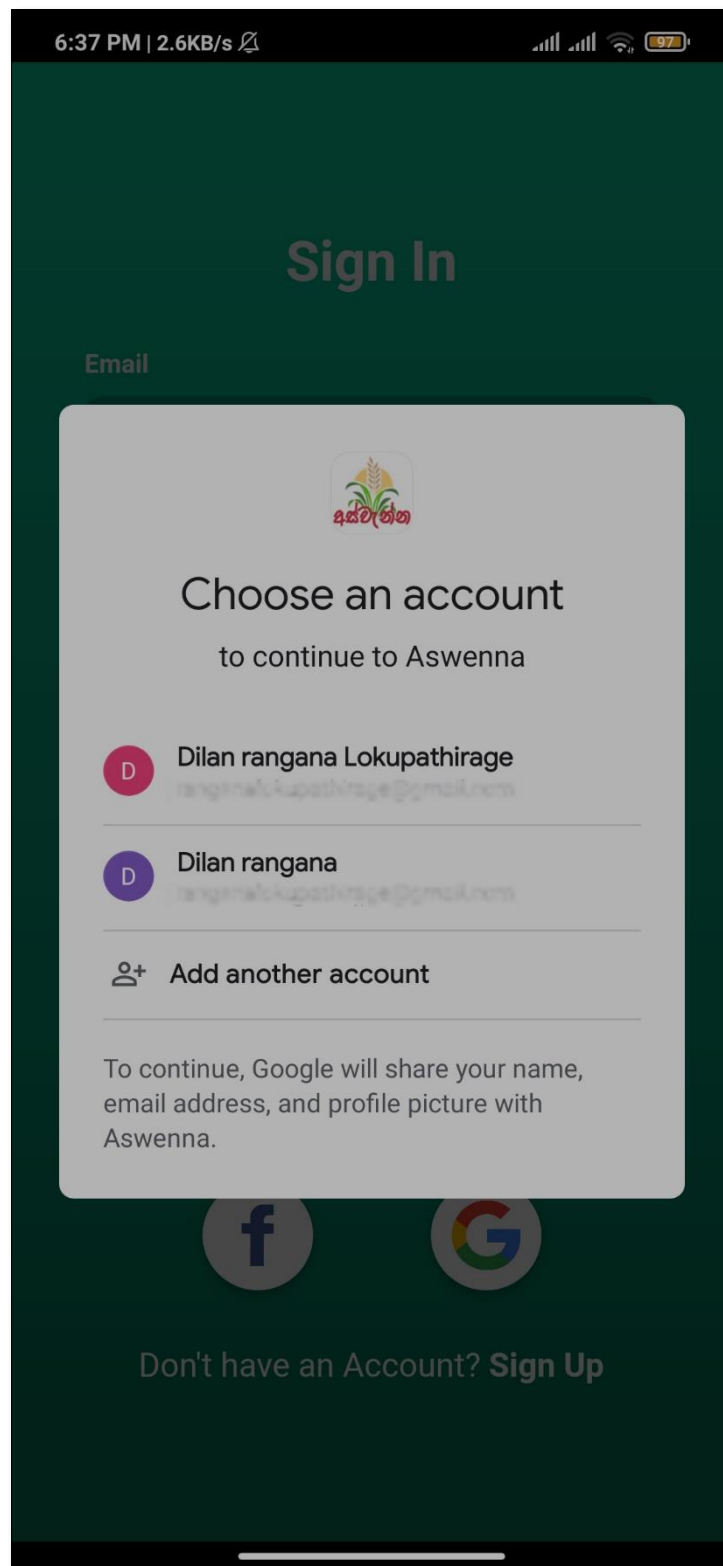 6:37 PM | 2.6KB/s
97
Sign In
Email
අස්වැන්න
Choose an account
to continue to Aswenna
D
Dilan rangana Lokupathirage
D
Dilan rangana
Add another account
To continue, Google will share your name,
email address, and profile picture with
Aswenna.
f
G
Don't have an Account? Sign Up